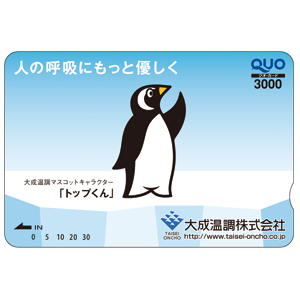 人の呼吸にもっと優しく
QUO
クオ・カード
3000
大成温調マスコットキャラクター
「トップくん」
TAISEI
ONCHO
大成温調株式会社
http://www.taisei-oncho.co.jp
IN
0 5 10 20 30